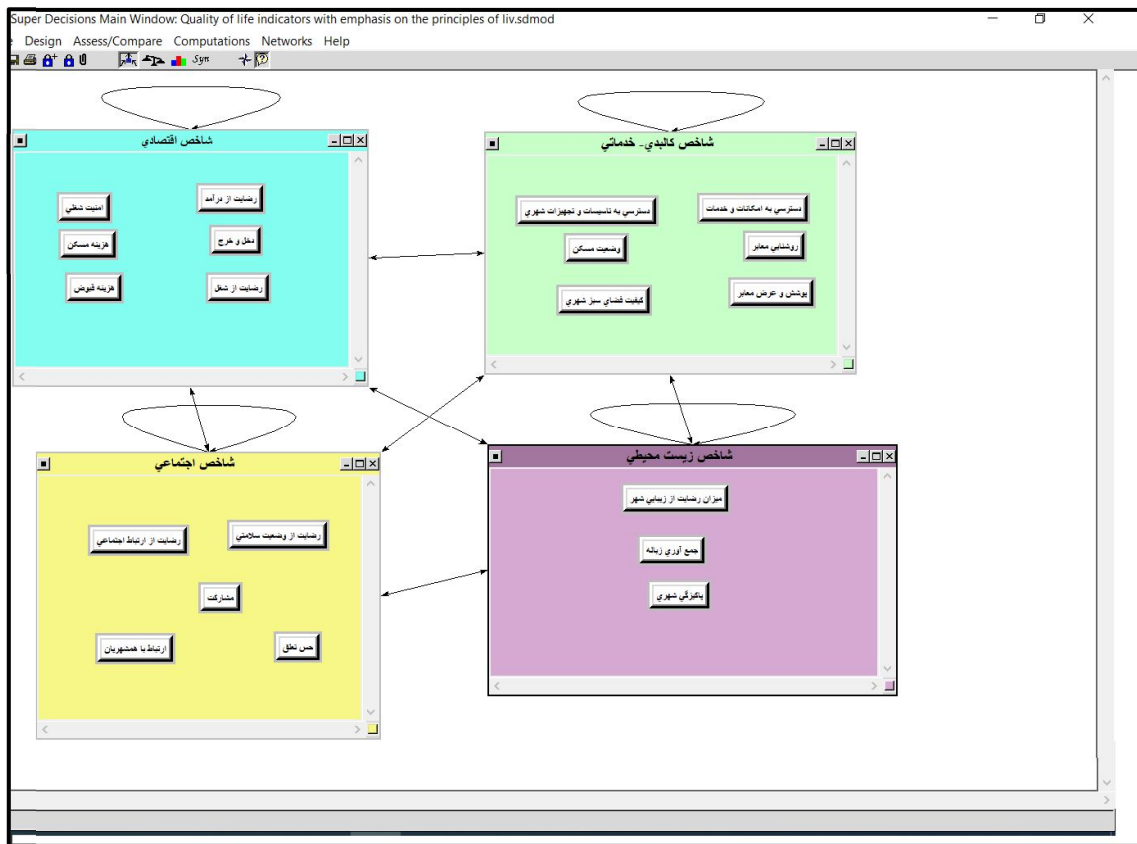 Super Decisions Main Window: Quality of life indicators with emphasis on the principles of liv.sdmod
Design Assess/Compare Computations Networks Help
Syn
شاخص اقتصادي
رضايت از درآمد
امنيت شغلي
دخل و خرج
هزينه مسكن
رضايت از شغل
هزينه قبوض
شاخص كالبدي- خدماتي
دسترسي به امكانات و خدمات
دسترسي به تاسيسات و تجهيزات شهري
روشنايي معابر
وضعيت مسكن
پوشش و عرض معابر
كيفيت فضاي سبز شهري
شاخص اجتماعي
رضايت از وضعيت سلامتي
رضايت از ارتباط اجتماعي
مشاركت
حس تعلق
ارتباط با همشهريان
شاخص زيست محيطي
ميزان رضايت از زيبايي شهر
جمع آوري زباله
پاكيزگي شهري